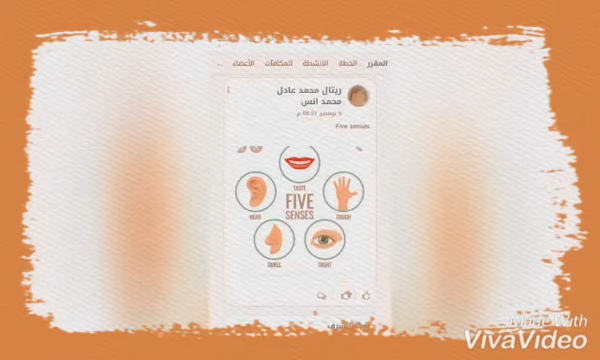 المقرر الخطة الأنشطة المكافآت الأعضاء ...
ريتال محمد عادل
محمد انس
Five senses
TASTE
HEAR
FIVE
SENSES
TOUCH
SMELL
SIGHT
Made With
VivaVideo